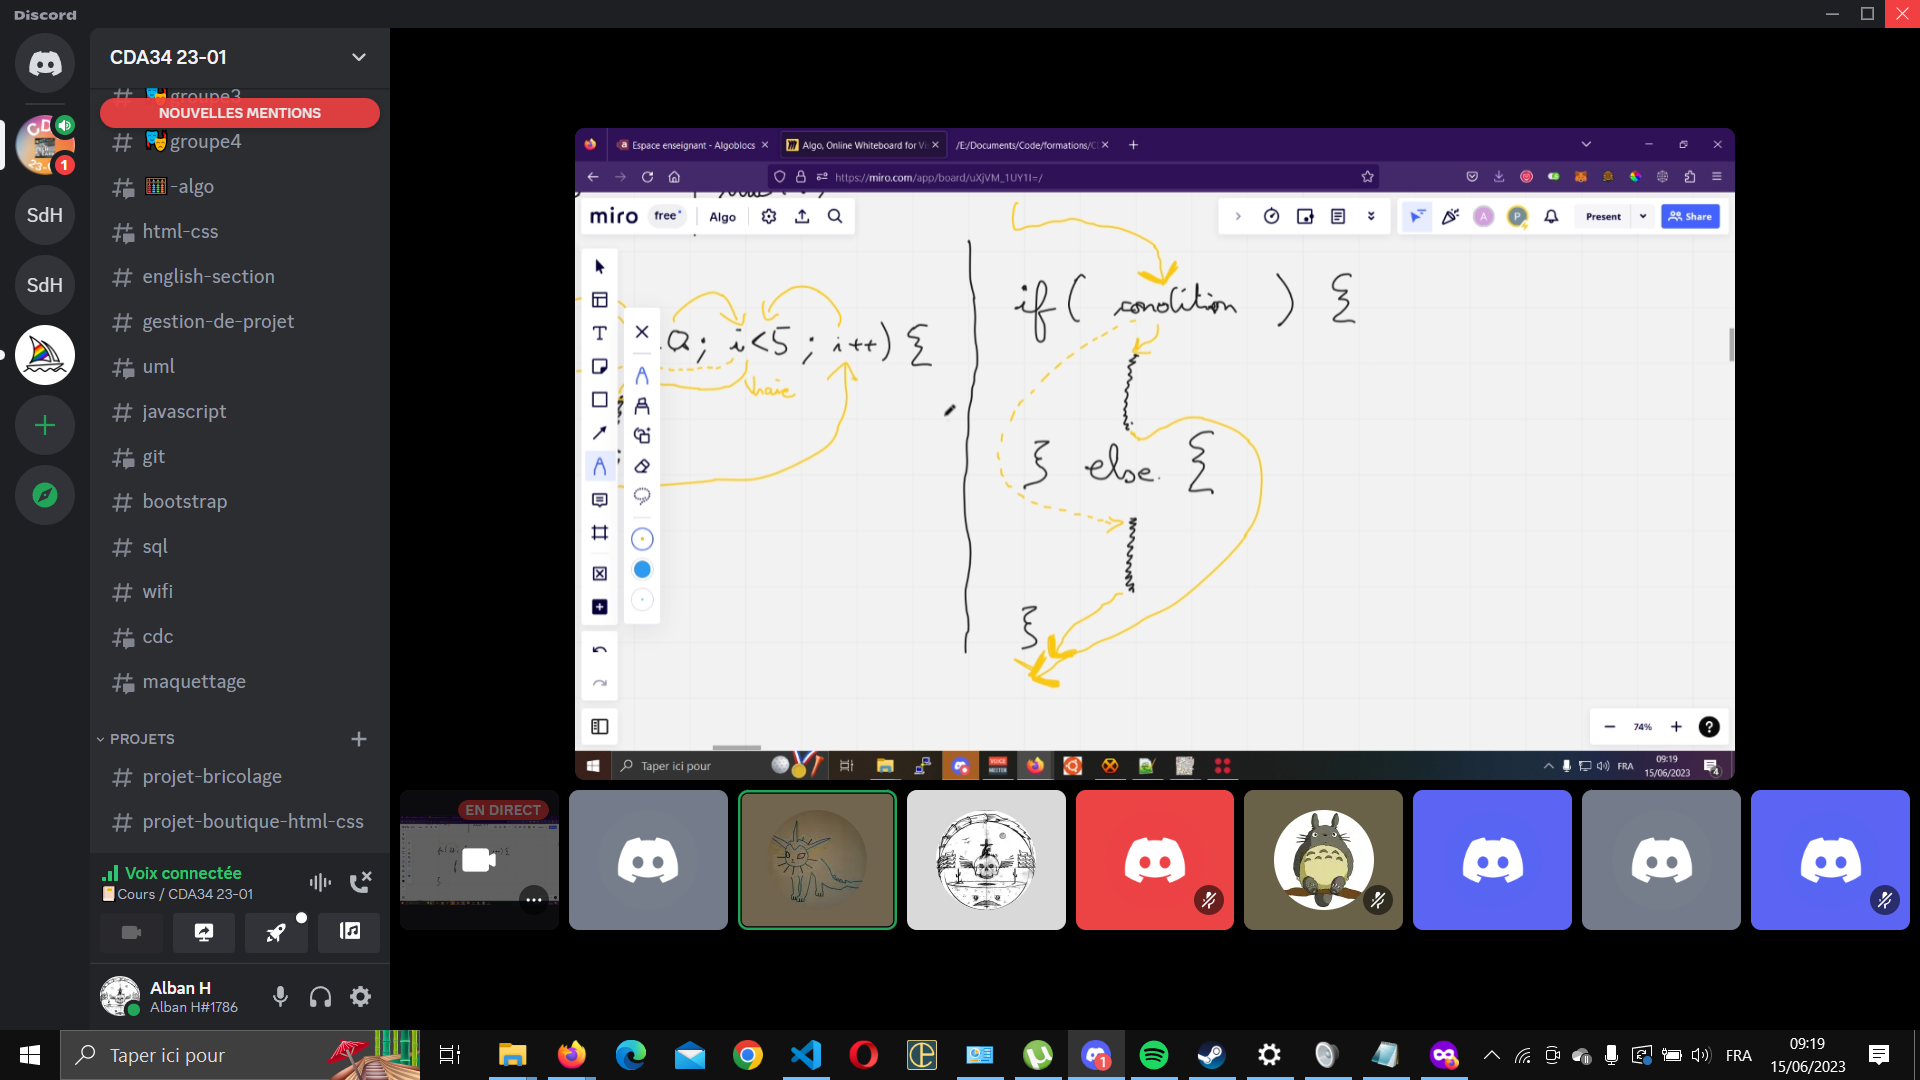 Discord
CDA34 23-01
groupe3
NOUVELLES MENTIONS
groupe4
-algo
1
SdH
html-css
english-section
SdH
gestion-de-projet
uml
javascript
git
bootstrap
sql
wifi
cdc
maquettage
PROJETS
projet-bricolage
projet-boutique-html-css
Voix connectée
Cours / CDA34 23-01
Alban H
Alban H#1786
Espace enseignant - Algoblocs
Algo, Online Whiteboard for Vi
/E:/Documents/Code/formations/C
https://miro.com/app/board/uXjVM_1UY1I=/
miro
free
Algo
A
P
Present
Share
if ( condition ) {
; i<5 ; i++) {
vraie
} else {
}
74%
Taper ici pour
FRA
09:19
15/06/2023
4
EN DIRECT
Taper ici pour
1
FRA
09:19
15/06/2023